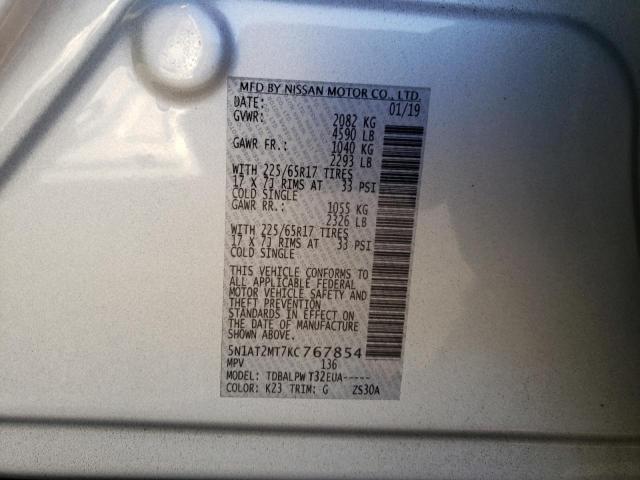 MFD BY NISSAN MOTOR CO., LTD.
DATE: 01/19
GVWR: 2082 KG
4590 LB
GAWR FR.: 1040 KG
2293 LB
WITH 225/65R17 TIRES
17 X 7J RIMS AT 33 PSI
COLD SINGLE
GAWR RR.: 1055 KG
2326 LB
WITH 225/65R17 TIRES
17 X 7J RIMS AT 33 PSI
COLD SINGLE
THIS VEHICLE CONFORMS TO
ALL APPLICABLE FEDERAL
MOTOR VEHICLE SAFETY AND
THEFT PREVENTION
STANDARDS IN EFFECT ON
THE DATE OF MANUFACTURE
SHOWN ABOVE.
5N1AT2MT7KC767854
MPV 136
MODEL: TDBALPW T32EUA-----
COLOR: K23 TRIM: G ZS30A